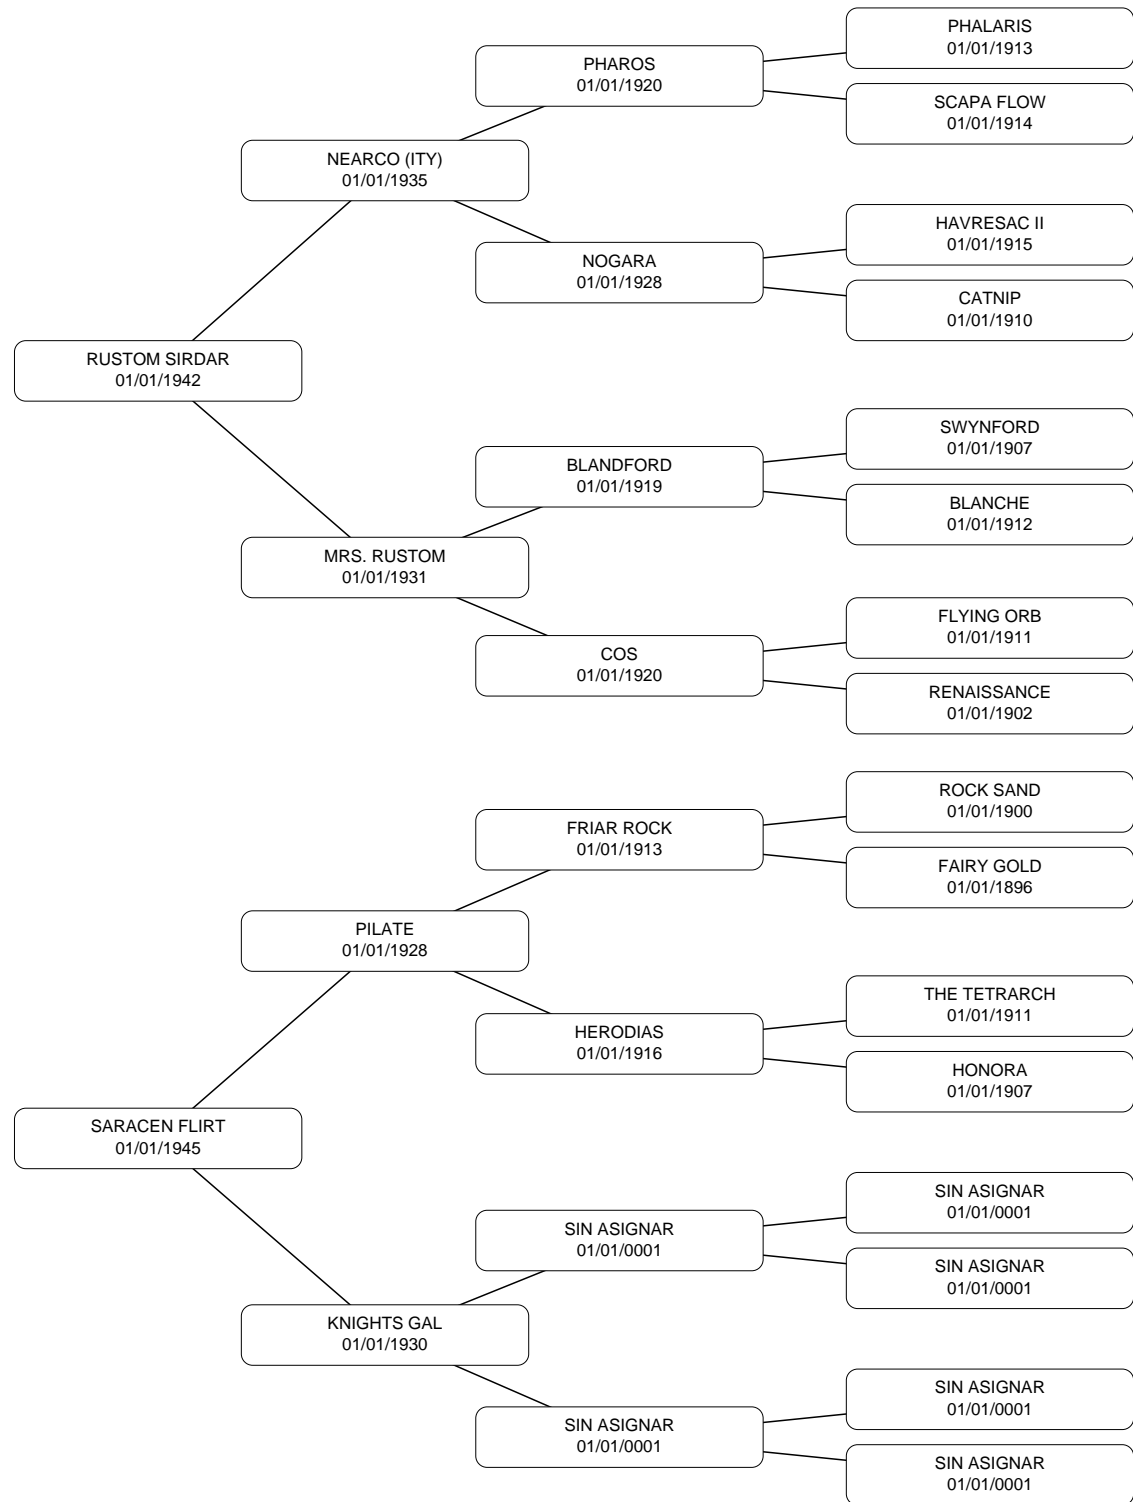 PHALARIS
01/01/1913
PHAROS
01/01/1920
SCAPA FLOW
01/01/1914
NEARCO (ITY)
01/01/1935
HAVRESAC II
01/01/1915
NOGARA
01/01/1928
CATNIP
01/01/1910
RUSTOM SIRDAR
01/01/1942
SWYNFORD
01/01/1907
BLANDFORD
01/01/1919
BLANCHE
01/01/1912
MRS. RUSTOM
01/01/1931
FLYING ORB
01/01/1911
COS
01/01/1920
RENAISSANCE
01/01/1902
ROCK SAND
01/01/1900
FRIAR ROCK
01/01/1913
FAIRY GOLD
01/01/1896
PILATE
01/01/1928
THE TETRARCH
01/01/1911
HERODIAS
01/01/1916
HONORA
01/01/1907
SARACEN FLIRT
01/01/1945
SIN ASIGNAR
01/01/0001
SIN ASIGNAR
01/01/0001
SIN ASIGNAR
01/01/0001
KNIGHTS GAL
01/01/1930
SIN ASIGNAR
01/01/0001
SIN ASIGNAR
01/01/0001
SIN ASIGNAR
01/01/0001